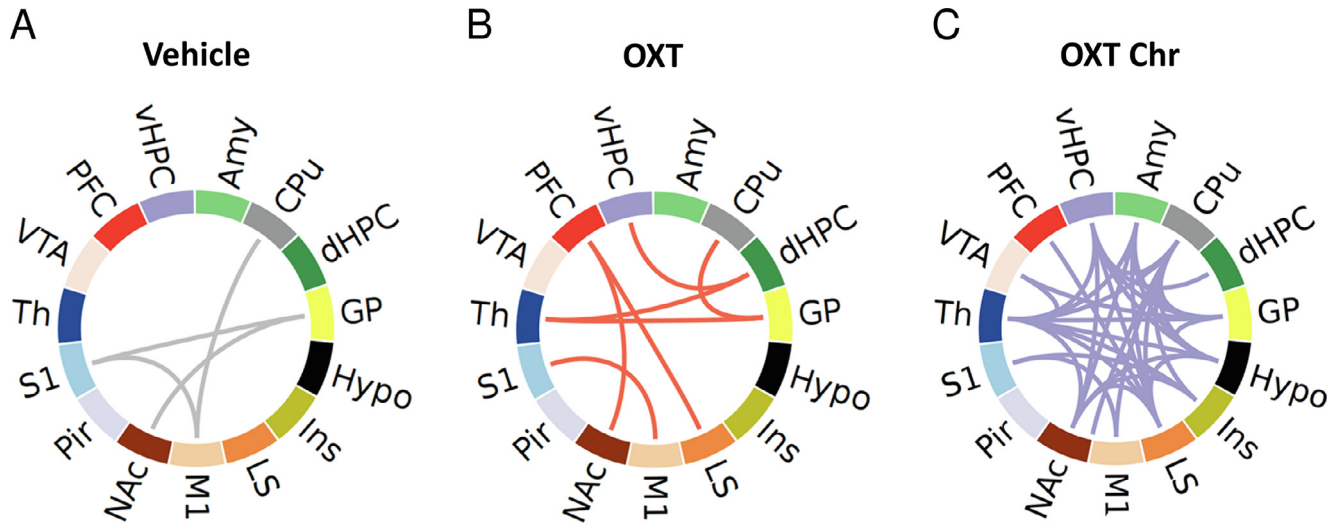 A
Vehicle
vHPC
Amy
CPu
dHPC
GP
Hypo
Ins
LS
M1
NAc
Pir
S1
Th
VTA
PFC
B
OXT
vHPC
Amy
CPu
dHPC
GP
Hypo
Ins
LS
M1
NAc
Pir
S1
Th
VTA
PFC
C
OXT Chr
vHPC
Amy
CPu
dHPC
GP
Hypo
Ins
LS
M1
NAc
Pir
S1
Th
VTA
PFC